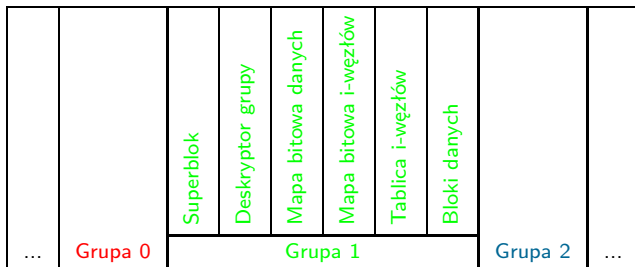 ...
Grupa 0
Superblok
Deskryptor grupy
Mapa bitowa danych
Mapa bitowa i-węzłów
Tablica i-węzłów
Bloki danych
Grupa 1
Grupa 2
...